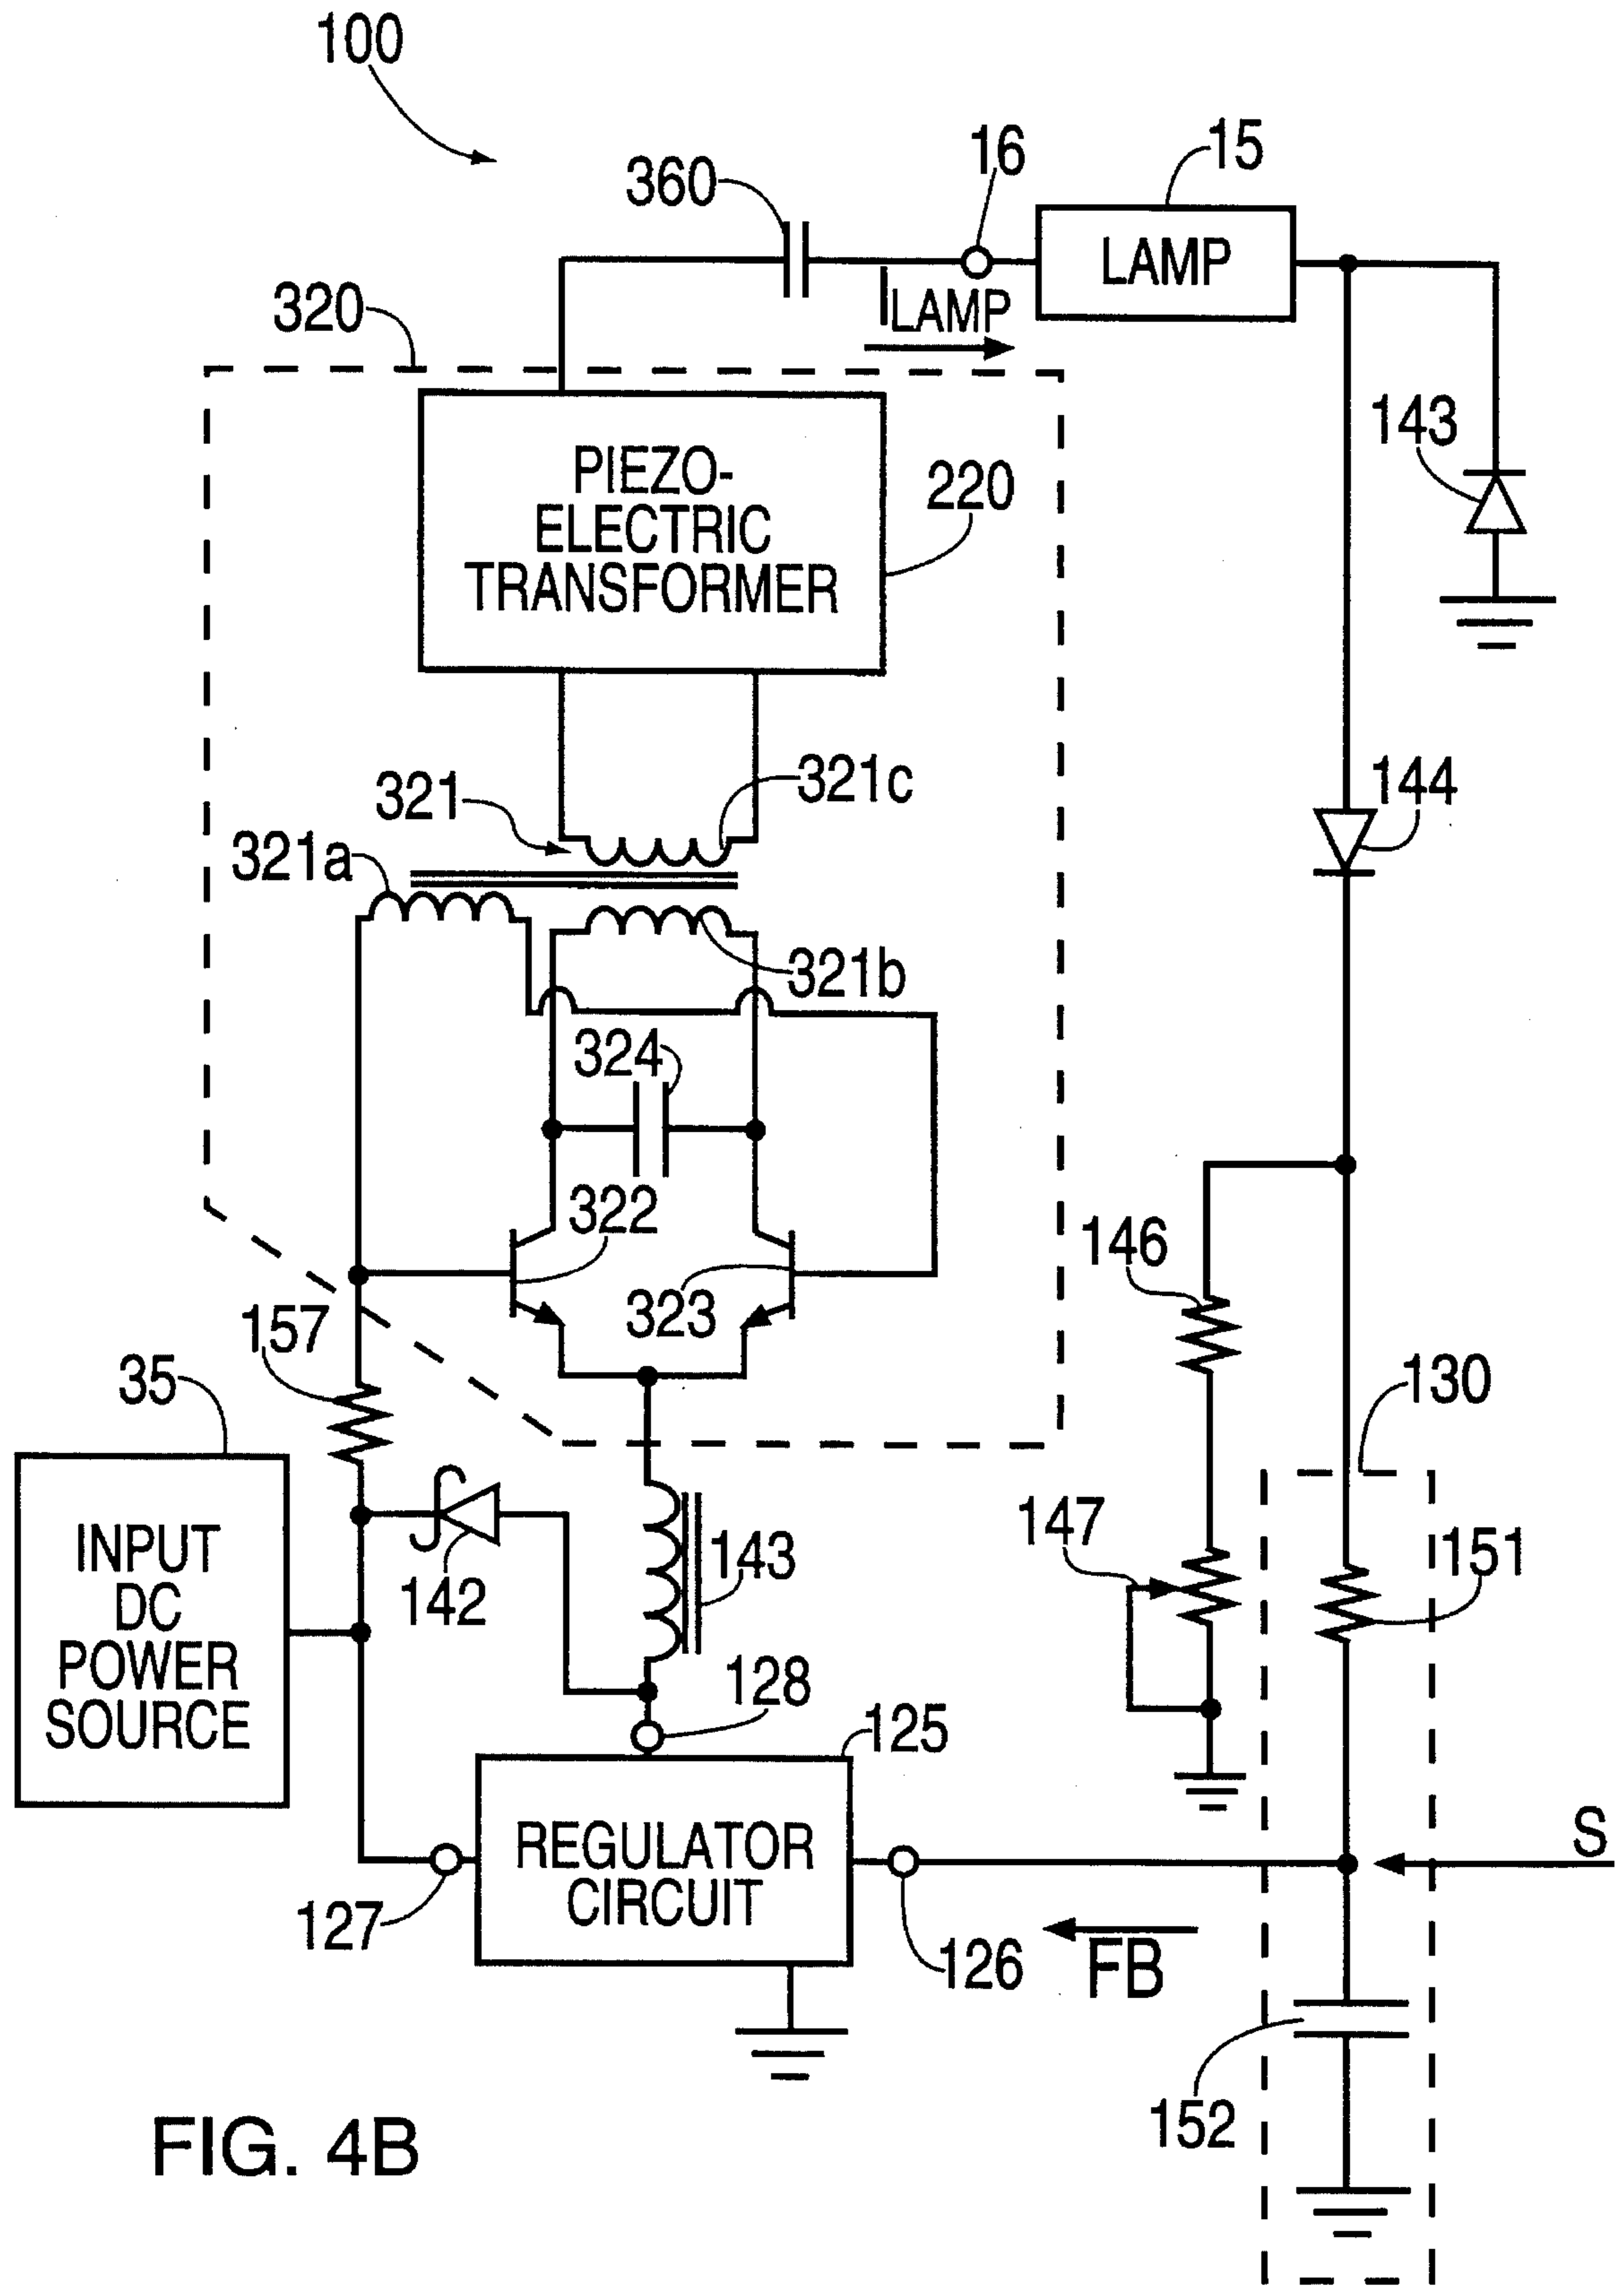 100
360
16
15
LAMP
I LAMP
320
143
PIEZO-
ELECTRIC
TRANSFORMER
220
321
321c
144
321a
321b
324
322
146
323
157
35
130
INPUT
DC
POWER
SOURCE
142
143
147
151
128
125
REGULATOR
CIRCUIT
S
127
126
FB
152
FIG. 4B